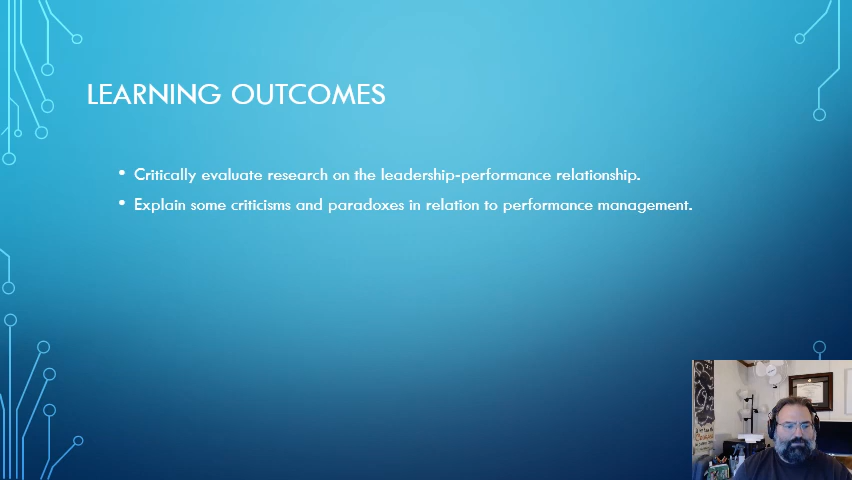 LEARNING OUTCOMES
• Critically evaluate research on the leadership-performance relationship.
• Explain some criticisms and paradoxes in relation to performance management.